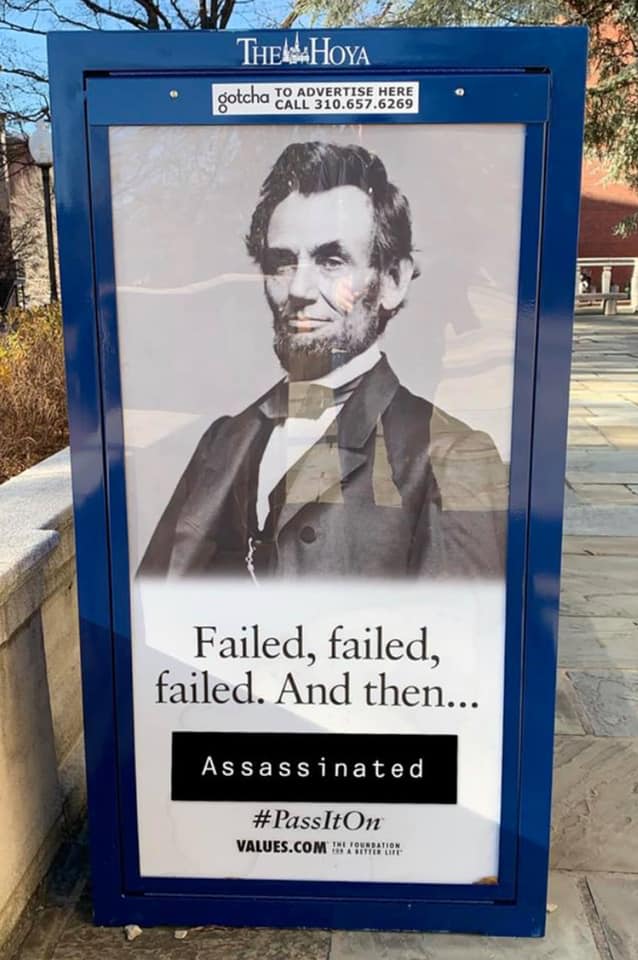 THE HOYA
gotcha TO ADVERTISE HERE
CALL 310.657.6269
Failed, failed,
failed. And then...
Assassinated
#PassItOn
VALUES.COM THE FOUNDATION
FOR A BETTER LIFE